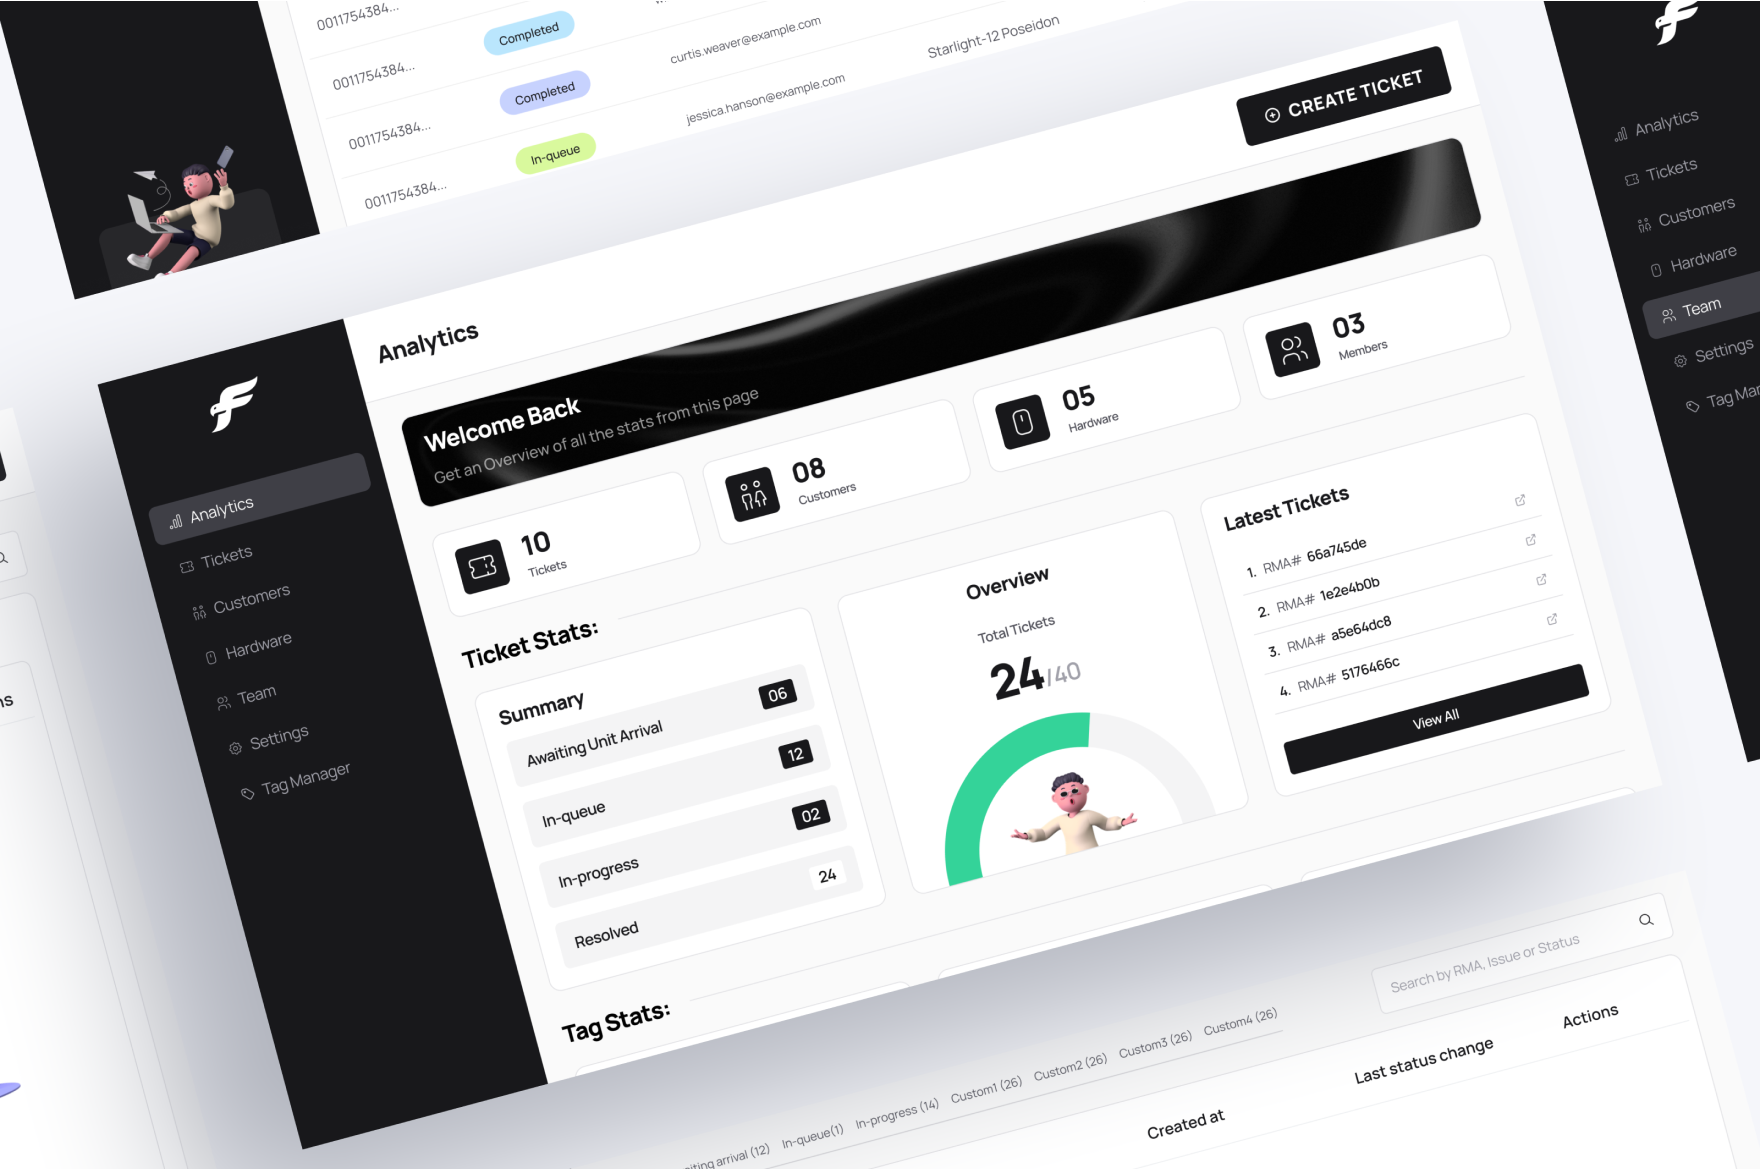 0011754384...
Completed
curtis.weaver@example.com
Starlight-12 Poseidon
0011754384...
Completed
jessica.hanson@example.com
0011754384...
In-queue
0011754384...
CREATE TICKET
Analytics
Analytics
Tickets
Customers
Hardware
Team
Settings
Tag Manager
Welcome Back
Get an Overview of all the stats from this page
10
Tickets
08
Customers
05
Hardware
03
Members
Ticket Stats:
Summary
Awaiting Unit Arrival 06
In-queue 12
In-progress 02
Resolved 24
Overview
Total Tickets
24/40
Latest Tickets
1. RMA# 66a745de
2. RMA# 1e2e4b0b
3. RMA# a5e64dc8
4. RMA# 5176466c
View All
Tag Stats:
Analytics
Tickets
Customers
Hardware
Team
Settings
Tag
Search by RMA, Issue or Status
arrival (12) In-queue(1) In-progress (14) Custom1 (26) Custom2 (26) Custom3 (26) Custom4 (26)
Created at
Last status change
Actions